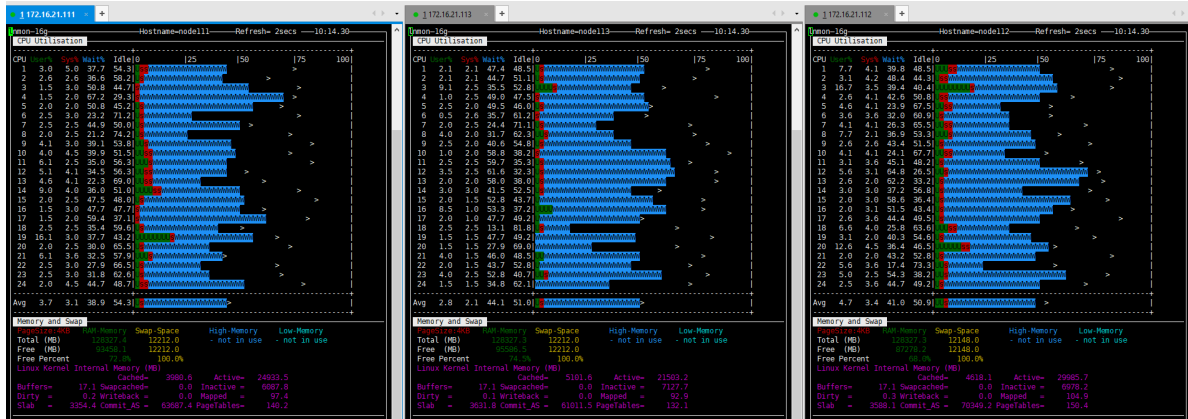 1 172.16.21.111
nmon-16g Hostname=node111 Refresh= 2secs 10:14.30
CPU Utilisation
CPU User% Sys% Wait% Idle|0 |25 |50 |75 100|
1 3.0 5.0 37.7 54.3
2 2.6 2.6 36.6 58.2
3 1.5 3.0 50.8 44.7
4 1.5 2.0 67.2 29.3
5 2.0 2.0 50.8 45.2
6 2.5 3.0 23.2 71.2
7 2.5 2.5 44.9 50.0
8 2.0 2.5 21.2 74.2
9 4.1 3.0 39.1 53.8
10 4.0 4.5 39.9 51.5
11 6.1 2.5 35.0 56.3
12 5.1 4.1 34.5 56.3
13 4.6 4.1 22.3 69.0
14 9.0 4.0 36.0 51.0
15 2.0 2.5 47.5 48.0
16 1.5 3.0 47.7 47.7
17 1.5 2.0 59.4 37.1
18 2.5 2.5 35.4 59.6
19 16.1 3.0 37.7 43.2
20 2.0 2.5 30.0 65.5
21 6.1 3.6 32.5 57.9
22 2.5 3.0 27.9 66.5
23 2.5 3.0 31.8 62.6
24 2.0 4.5 44.7 48.7
Avg 3.7 3.1 38.9 54.3
Memory and Swap
PageSize:4KB RAM-Memory Swap-Space High-Memory Low-Memory
Total (MB) 128327.4 12212.0 - not in use - not in use
Free (MB) 93458.1 12212.0
Free Percent 72.8% 100.0%
Linux Kernel Internal Memory (MB)
Cached= 3980.6 Active= 24933.5
Buffers= 17.1 Swapcached= 0.0 Inactive = 6087.8
Dirty = 0.2 Writeback = 0.0 Mapped = 97.4
Slab = 3354.4 Commit_AS = 63687.4 PageTables= 140.2
1 172.16.21.113
nmon-16g Hostname=node113 Refresh= 2secs 10:14.30
CPU Utilisation
CPU User% Sys% Wait% Idle|0 |25 |50 |75 100|
1 2.1 2.1 47.4 48.5
2 2.1 2.1 44.7 51.1
3 9.1 2.5 35.5 52.8
4 1.0 2.5 49.0 47.5
5 2.5 2.0 49.5 46.0
6 0.5 2.6 35.7 61.2
7 2.0 2.5 24.4 71.1
8 4.0 2.0 31.7 62.3
9 2.5 2.0 40.6 54.8
10 1.0 2.0 58.8 38.2
11 2.5 2.5 59.7 35.3
12 3.5 2.5 61.6 32.3
13 2.0 2.0 58.0 38.0
14 3.0 3.0 41.5 52.5
15 2.0 1.5 52.8 43.7
16 8.5 1.0 53.3 37.2
17 2.0 1.0 47.7 49.2
18 2.5 2.5 13.1 81.8
19 1.5 1.5 47.7 49.2
20 1.5 1.5 27.9 69.0
21 4.0 1.5 46.0 48.5
22 2.0 1.5 43.7 52.8
23 4.0 2.5 52.8 40.7
24 1.5 1.5 34.8 62.1
Avg 2.8 2.1 44.1 51.0
Memory and Swap
PageSize:4KB RAM-Memory Swap-Space High-Memory Low-Memory
Total (MB) 128327.3 12212.0 - not in use - not in use
Free (MB) 95586.5 12212.0
Free Percent 74.5% 100.0%
Linux Kernel Internal Memory (MB)
Cached= 5101.6 Active= 21503.2
Buffers= 17.1 Swapcached= 0.0 Inactive = 7127.7
Dirty = 0.1 Writeback = 0.0 Mapped = 92.9
Slab = 3631.8 Commit_AS = 61011.5 PageTables= 132.1
1 172.16.21.112
nmon-16g Hostname=node112 Refresh= 2secs 10:14.30
CPU Utilisation
CPU User% Sys% Wait% Idle|0 |25 |50 |75 100|
1 7.7 4.1 39.8 48.5
2 3.1 4.2 48.4 44.3
3 16.7 3.5 39.4 40.4
4 2.6 4.1 42.6 50.8
5 4.6 4.1 23.9 67.5
6 3.6 3.6 32.0 60.9
7 4.1 4.1 26.3 65.5
8 7.7 2.1 36.9 53.3
9 2.6 2.6 43.4 51.5
10 4.1 4.1 24.1 67.7
11 3.1 3.6 45.1 48.2
12 5.6 3.1 64.8 26.5
13 2.6 2.0 62.2 33.2
14 3.0 3.0 37.2 56.8
15 2.0 3.0 58.6 36.4
16 2.0 3.1 51.5 43.4
17 2.6 3.6 44.4 49.5
18 6.6 4.0 25.8 63.6
19 3.1 2.0 40.3 54.6
20 12.6 4.5 36.4 46.5
21 2.0 2.0 43.2 52.8
22 5.6 3.6 17.4 73.3
23 2.5 5.0 54.3 38.2
24 2.5 3.6 44.7 49.2
Avg 4.7 3.4 41.0 50.9
Memory and Swap
PageSize:4KB RAM-Memory Swap-Space High-Memory Low-Memory
Total (MB) 128327.3 12148.0 - not in use - not in use
Free (MB) 87278.2 12148.0
Free Percent 68.0% 100.0%
Linux Kernel Internal Memory (MB)
Cached= 4618.1 Active= 29985.7
Buffers= 17.1 Swapcached= 0.0 Inactive = 6978.2
Dirty = 0.3 Writeback = 0.0 Mapped = 104.9
Slab = 3588.1 Commit_AS = 70349.2 PageTables= 150.4